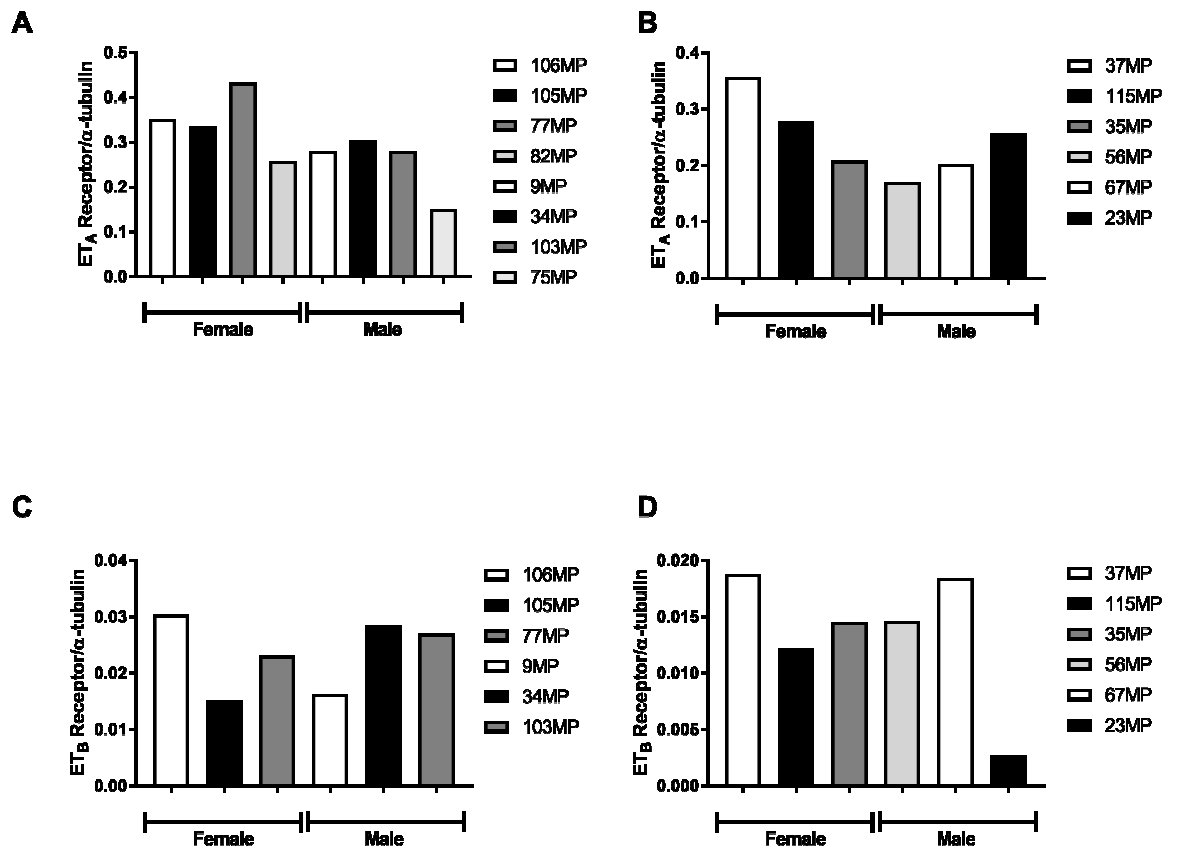 A
ET_A Receptor/α-tubulin
0.5
0.4
0.3
0.2
0.1
0.0
Female
Male
106MP
105MP
77MP
82MP
9MP
34MP
103MP
75MP
B
ET_A Receptor/α-tubulin
0.4
0.3
0.2
0.1
0.0
Female
Male
37MP
115MP
35MP
56MP
67MP
23MP
C
ET_B Receptor/α-tubulin
0.04
0.03
0.02
0.01
0.00
Female
Male
106MP
105MP
77MP
9MP
34MP
103MP
D
ET_B Receptor/α-tubulin
0.020
0.015
0.010
0.005
0.000
Female
Male
37MP
115MP
35MP
56MP
67MP
23MP